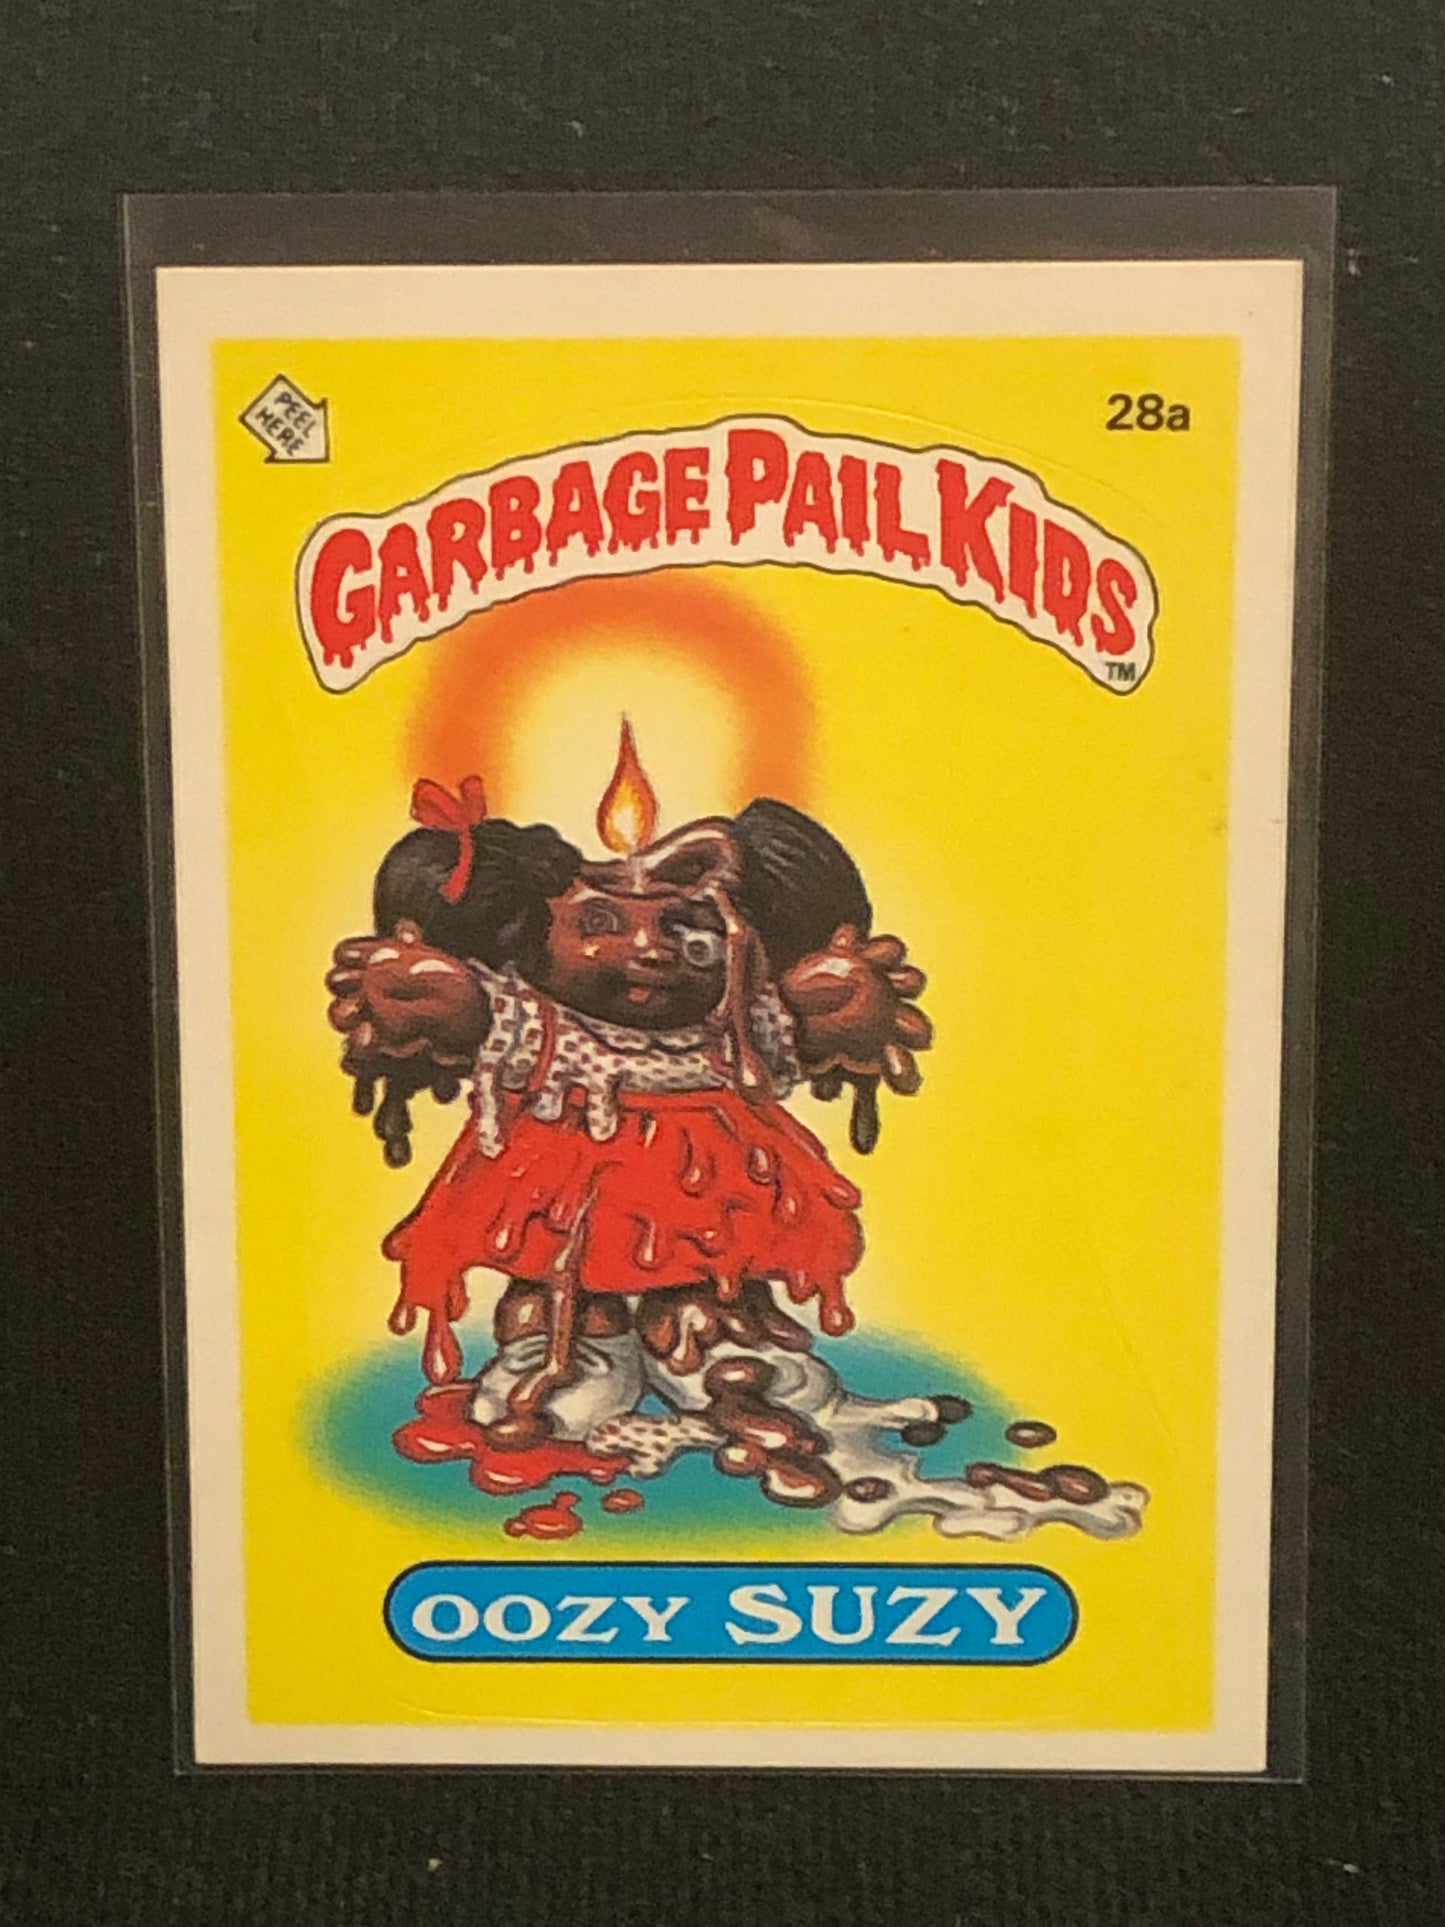 PEEL
HERE
28a
GARBAGE PAIL KIDS
TM
OOZY SUZY